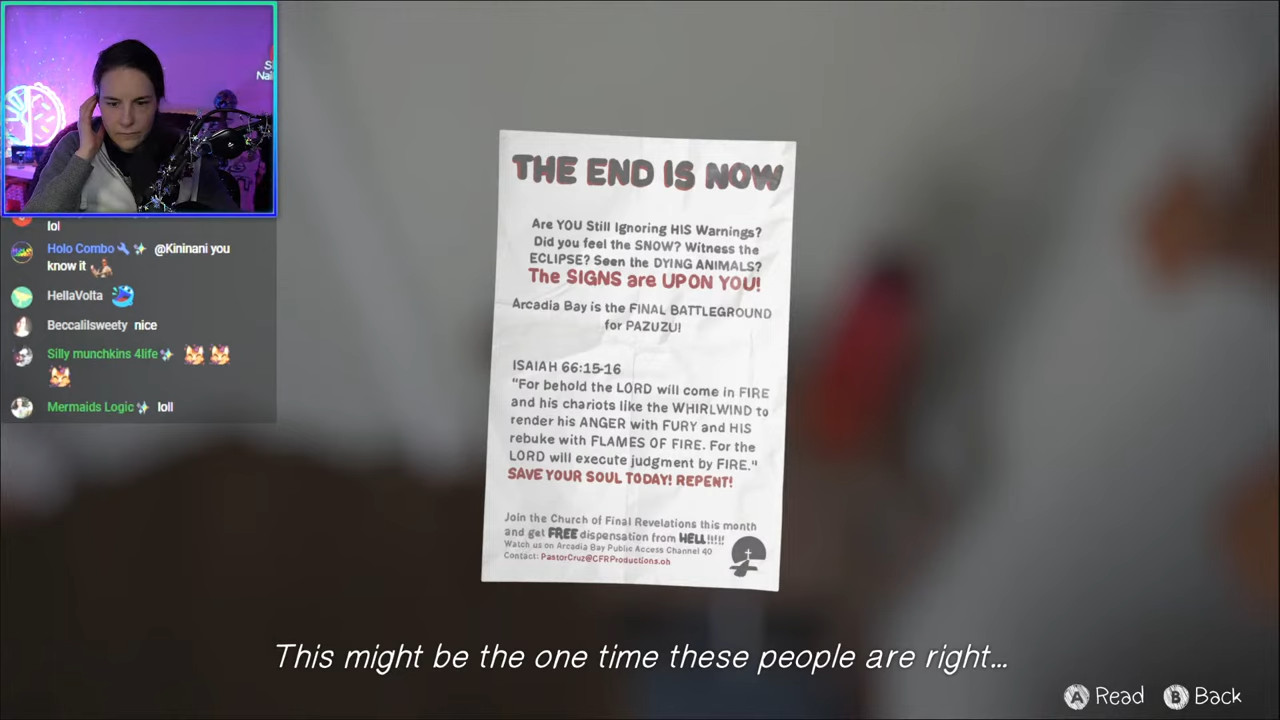 lol
Holo Combo @Kininani you
know it
HellaVolta
Beccalilsweety nice
Silly munchkins 4life
Mermaids Logic loll
THE END IS NOW
Are YOU Still Ignoring HIS Warnings?
Did you feel the SNOW? Witness the
ECLIPSE? Seen the DYING ANIMALS?
The SIGNS are UPON YOU!
Arcadia Bay is the FINAL BATTLEGROUND
for PAZUZU!
ISAIAH 66:15-16
"For behold the LORD will come in FIRE
and his chariots like the WHIRLWIND to
render his ANGER with FURY and HIS
rebuke with FLAMES OF FIRE. For the
LORD will execute judgment by FIRE."
SAVE YOUR SOUL TODAY! REPENT!
Join the Church of Final Revelations this month
and get FREE dispensation from HELL!!!!!
Watch us on Arcadia Bay Public Access Channel 40
Contact: PastorCruz@CFRProductions.oh
This might be the one time these people are right...
A Read B Back